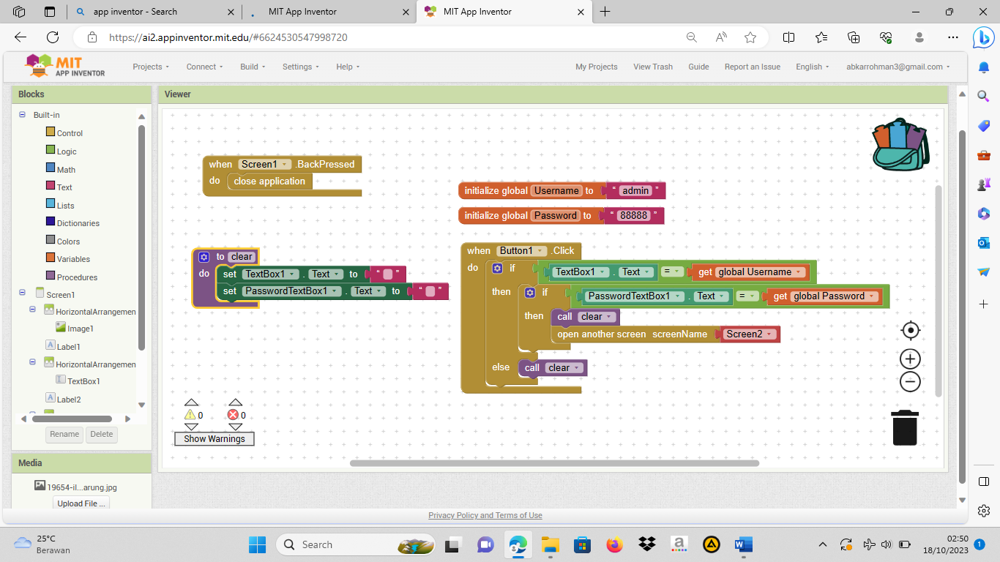 app inventor - Search
MIT App Inventor
MIT App Inventor
https://ai2.appinventor.mit.edu/#6624530547998720
MIT
APP INVENTOR
Projects
Connect
Build
Settings
Help
My Projects
View Trash
Guide
Report an Issue
English
abkarrohman3@gmail.com
Blocks
Built-in
Control
Logic
Math
Text
Lists
Dictionaries
Colors
Variables
Procedures
Screen1
HorizontalArrangemen
Image1
Label1
HorizontalArrangemen
TextBox1
Label2
Rename
Delete
Media
19654-il...arung.jpg
Upload File ...
Viewer
when Screen1 .BackPressed
do close application
initialize global Username to " admin "
initialize global Password to " 88888 "
to clear
do set TextBox1 . Text to " "
set PasswordTextBox1 . Text to " "
when Button1 .Click
do if TextBox1 . Text = get global Username
then if PasswordTextBox1 . Text = get global Password
then call clear
open another screen screenName Screen2
else call clear
0
0
Show Warnings
Privacy Policy and Terms of Use
25°C
Berawan
Search
02:50
18/10/2023
1